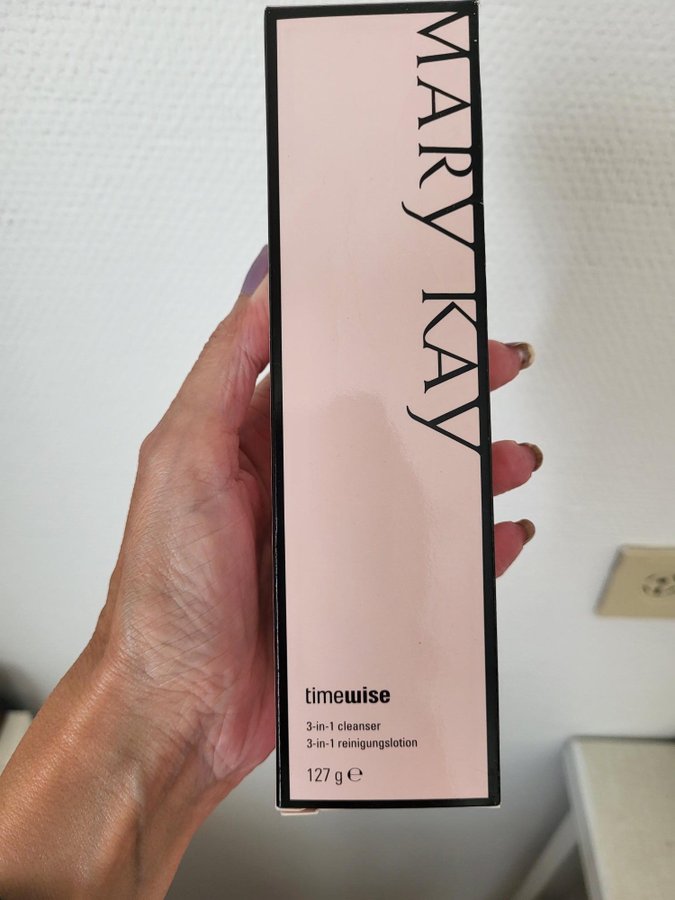 MARY KAY
timewise
3-in-1 cleanser
3-in-1 reinigungslotion
127 g ℮